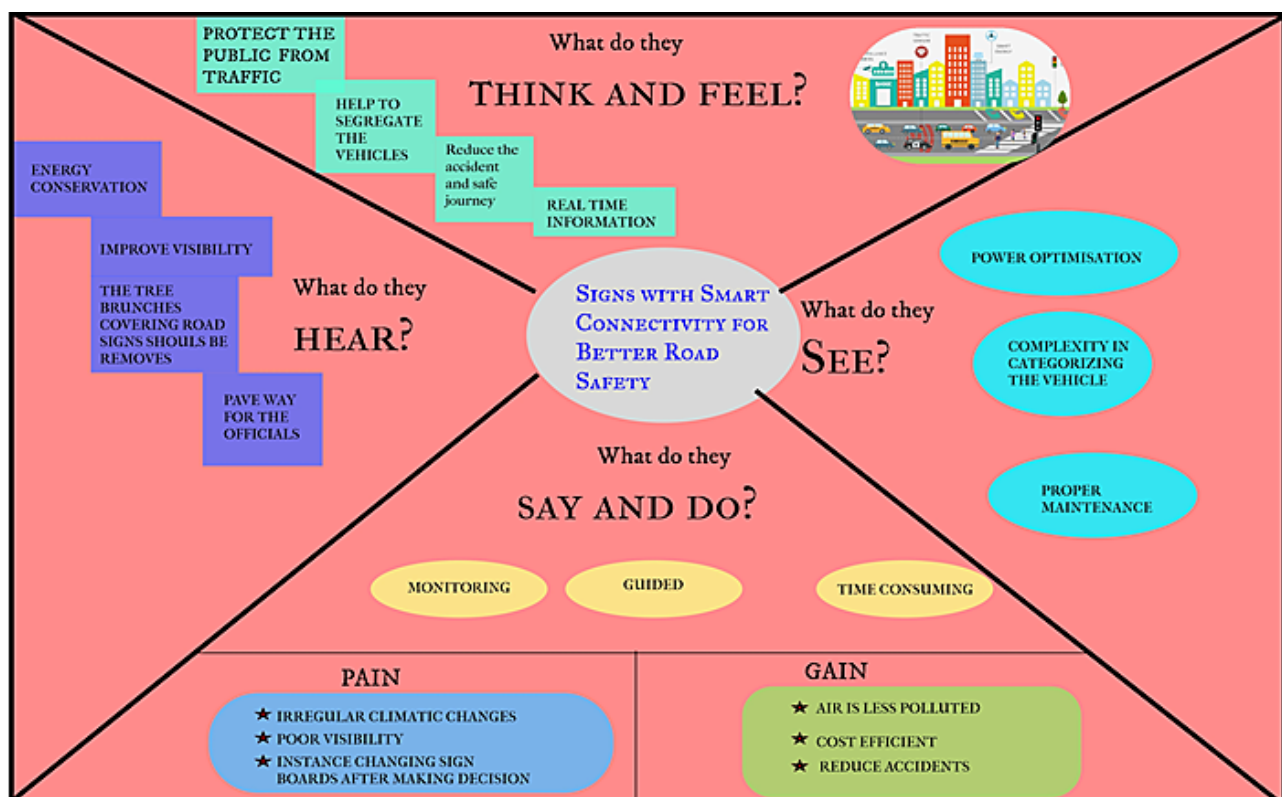 What do they
THINK AND FEEL?
PROTECT THE
PUBLIC FROM
TRAFFIC
HELP TO
SEGREGATE
THE
VEHICLES
Reduce the
accident
and safe
journey
REAL TIME
INFORMATION
What do they
HEAR?
ENERGY
CONSERVATION
IMPROVE VISIBILITY
THE TREE
BRUNCHES
COVERING ROAD
SIGNS SHOULS BE
REMOVES
PAVE WAY
FOR THE
OFFICIALS
SIGNS WITH SMART
CONNECTIVITY FOR
BETTER ROAD
SAFETY
What do they
SEE?
POWER OPTIMISATION
COMPLEXITY IN
CATEGORIZING
THE VEHICLE
PROPER
MAINTENANCE
What do they
SAY AND DO?
MONITORING
GUIDED
TIME CONSUMING
PAIN
IRREGULAR CLIMATIC CHANGES
POOR VISIBILITY
INSTANCE CHANGING SIGN
BOARDS AFTER MAKING DECISION
GAIN
AIR IS LESS POLLUTED
COST EFFICIENT
REDUCE ACCIDENTS